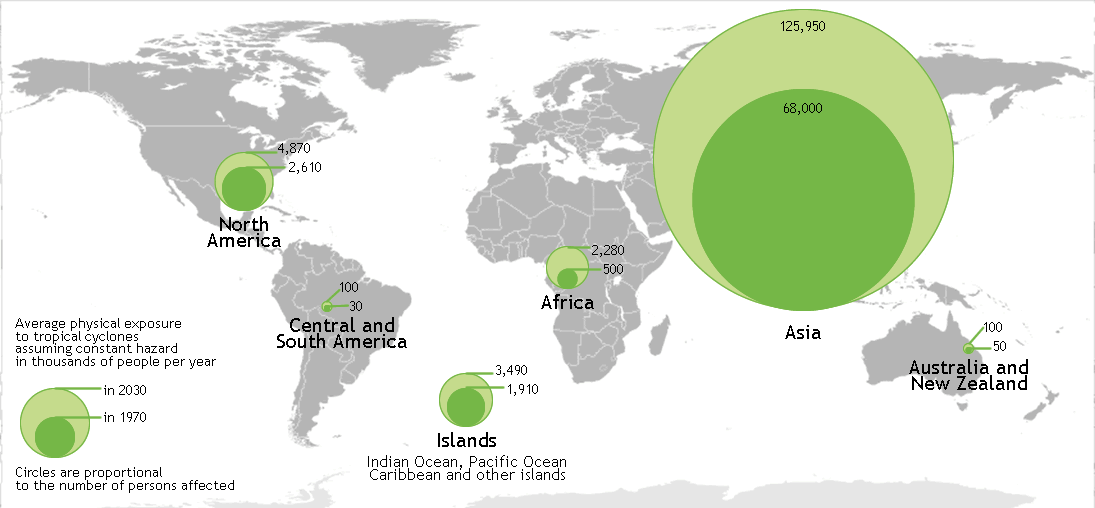 125,950
68,000
4,870
2,610
North
America
2,280
500
Africa
100
30
Central and
South America
Asia
100
50
Australia and
New Zealand
3,490
1,910
Islands
Indian Ocean, Pacific Ocean
Caribbean and other islands
Average physical exposure
to tropical cyclones
assuming constant hazard
in thousands of people per year
in 2030
in 1970
Circles are proportional
to the number of persons affected